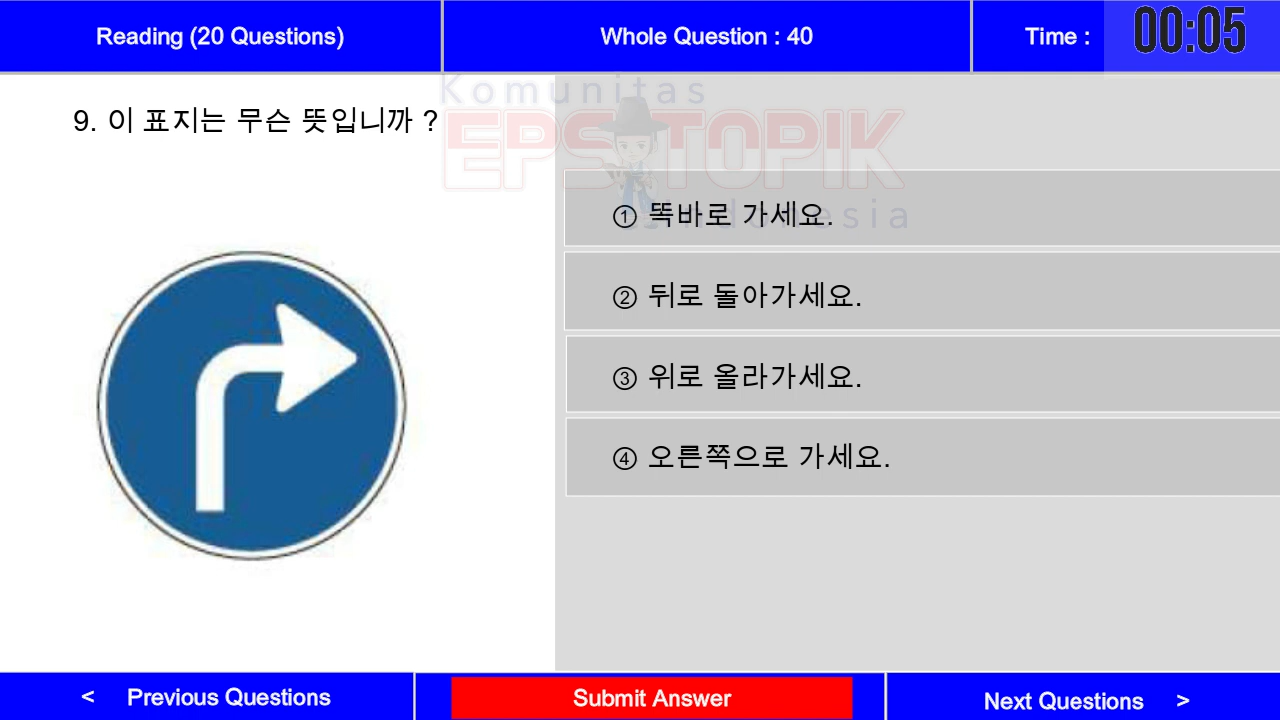 Reading (20 Questions)
Whole Question : 40
Time :
00:05
Komunitas
EPS TOPIK
Indonesia
9. 이 표지는 무슨 뜻입니까 ?
① 똑바로 가세요.
② 뒤로 돌아가세요.
③ 위로 올라가세요.
④ 오른쪽으로 가세요.
< Previous Questions
Submit Answer
Next Questions >